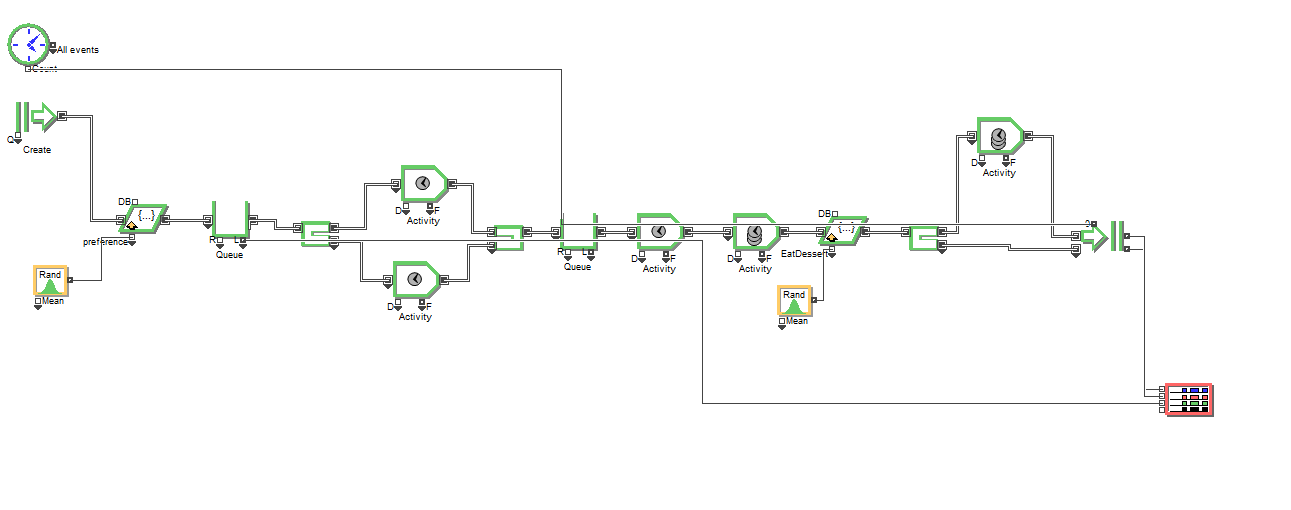 All events
Count
Q
Create
DB
{...}
preference
Rand
Mean
R L
Queue
D F
Activity
D F
Activity
R L
Queue
D F
Activity
D F
Activity
DB
{...}
EatDessert
Rand
Mean
D F
Activity